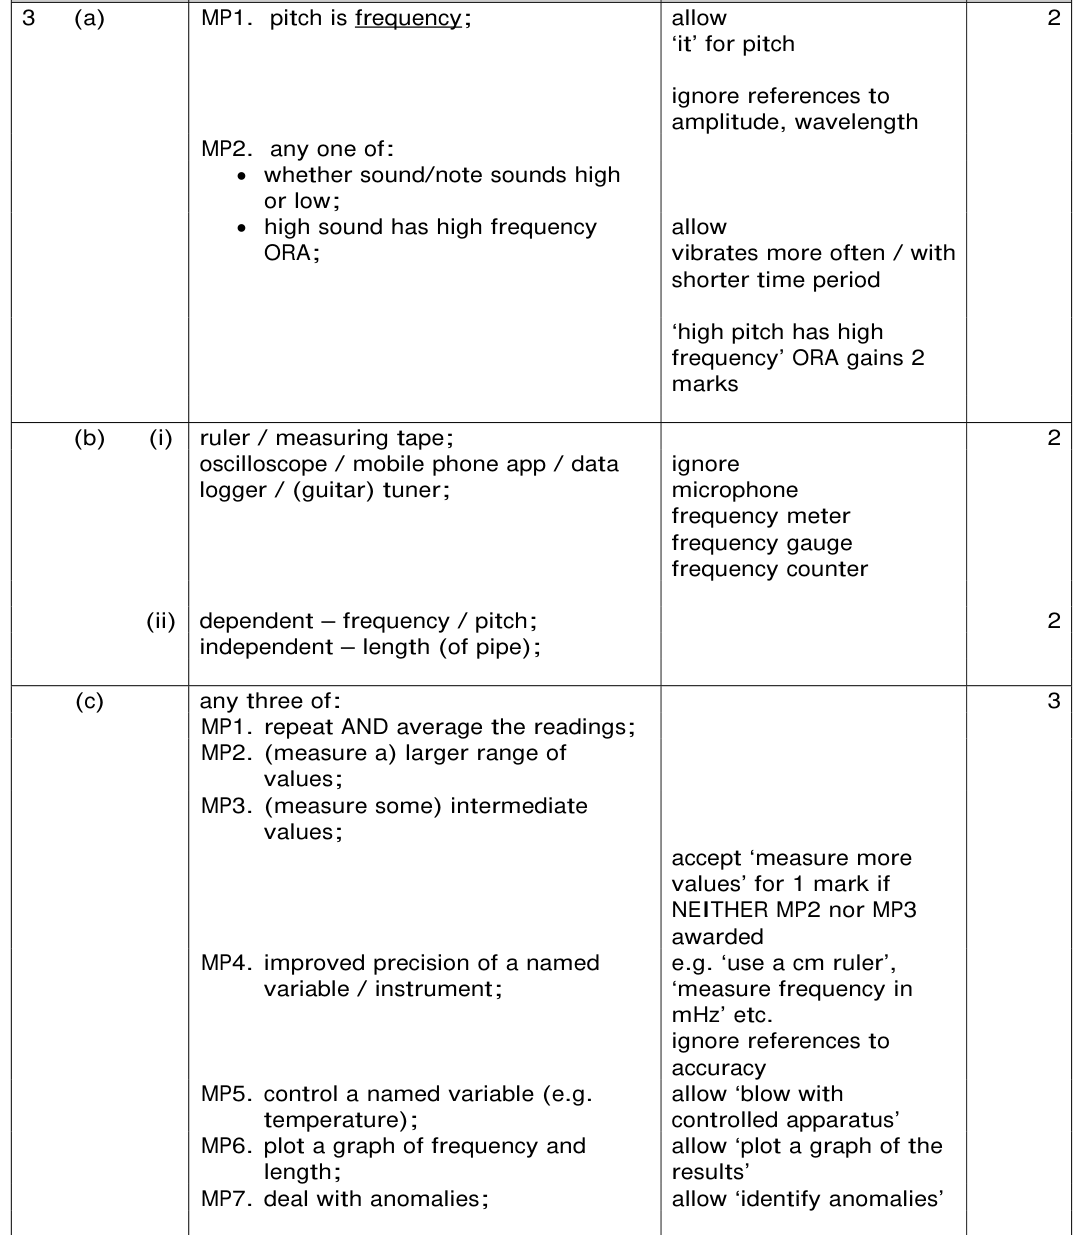 3 (a) MP1. pitch is frequency; allow 2
‘it’ for pitch
ignore references to
amplitude, wavelength
MP2. any one of:
• whether sound/note sounds high
or low;
• high sound has high frequency allow
ORA; vibrates more often / with
shorter time period
‘high pitch has high
frequency’ ORA gains 2
marks
(b) (i) ruler / measuring tape; 2
oscilloscope / mobile phone app / data ignore
logger / (guitar) tuner; microphone
frequency meter
frequency gauge
frequency counter
(ii) dependent – frequency / pitch; 2
independent – length (of pipe);
(c) any three of: 3
MP1. repeat AND average the readings;
MP2. (measure a) larger range of
values;
MP3. (measure some) intermediate
values;
accept ‘measure more
values’ for 1 mark if
NEITHER MP2 nor MP3
awarded
MP4. improved precision of a named e.g. ‘use a cm ruler’,
variable / instrument; ‘measure frequency in
mHz’ etc.
ignore references to
accuracy
MP5. control a named variable (e.g. allow ‘blow with
temperature); controlled apparatus’
MP6. plot a graph of frequency and allow ‘plot a graph of the
length; results’
MP7. deal with anomalies; allow ‘identify anomalies’